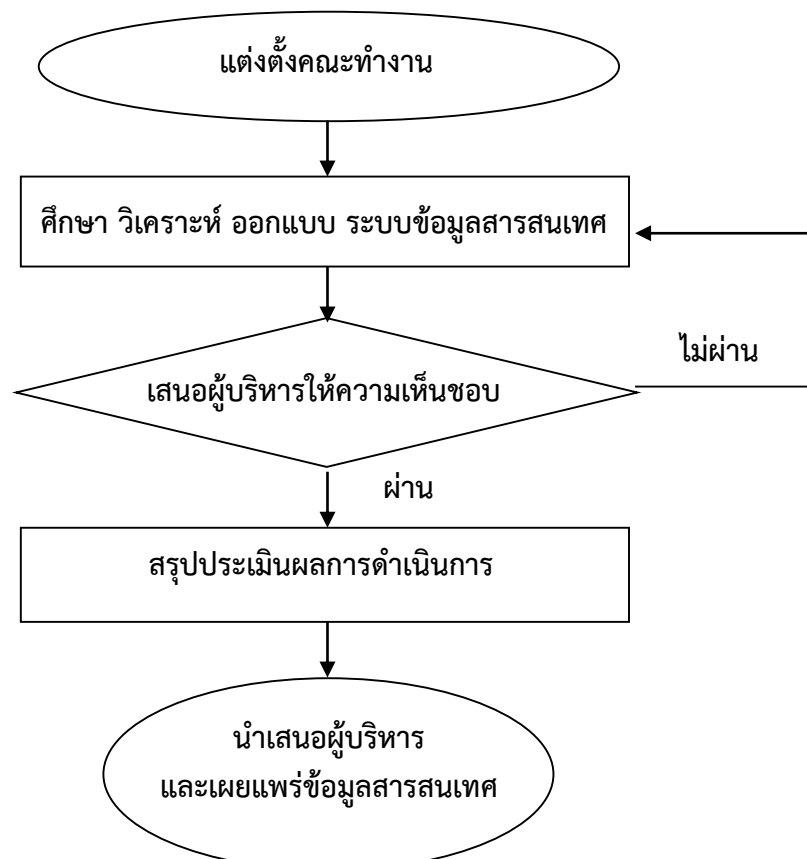 แต่งตั้งคณะทำงาน
ศึกษา วิเคราะห์ ออกแบบ ระบบข้อมูลสารสนเทศ
ไม่ผ่าน
เสนอผู้บริหารให้ความเห็นชอบ
ผ่าน
สรุปประเมินผลการดำเนินการ
นำเสนอผู้บริหาร
และเผยแพร่ข้อมูลสารสนเทศ